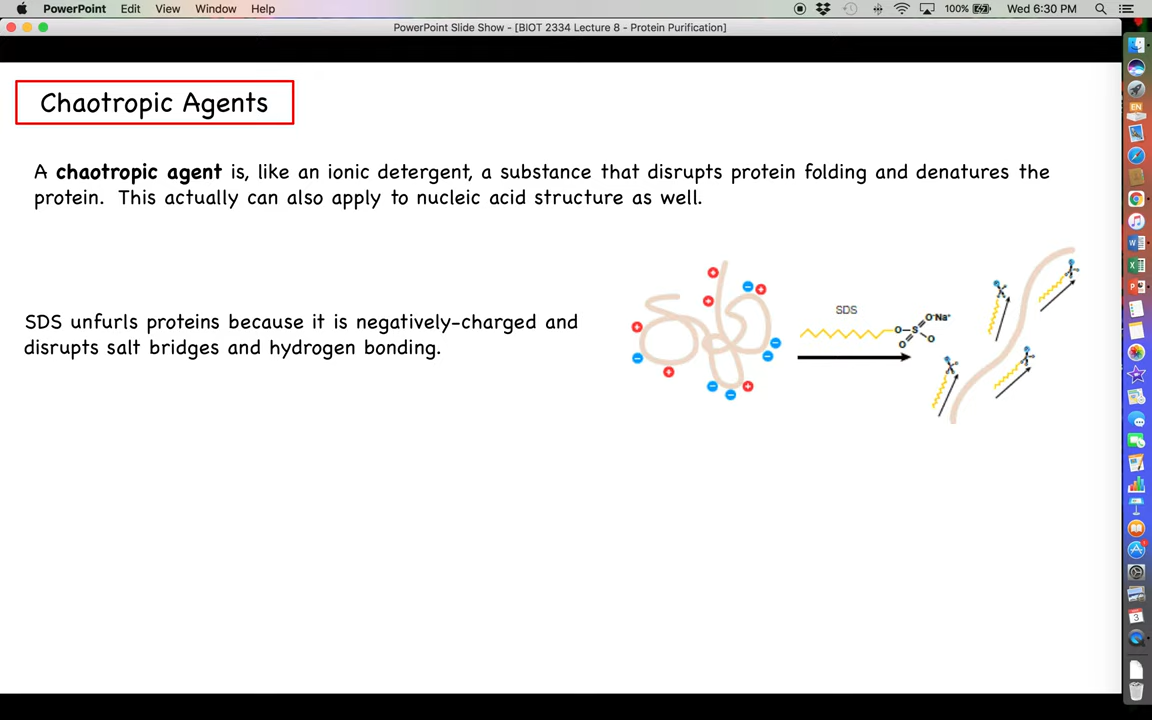 PowerPoint Edit View Window Help 100% Wed 6:30 PM
PowerPoint Slide Show - [BIOT 2334 Lecture 8 - Protein Purification]
Chaotropic Agents
A chaotropic agent is, like an ionic detergent, a substance that disrupts protein folding and denatures the
protein. This actually can also apply to nucleic acid structure as well.
SDS unfurls proteins because it is negatively-charged and
disrupts salt bridges and hydrogen bonding.
SDS
O⁻Na⁺
O S
O O
EN
3